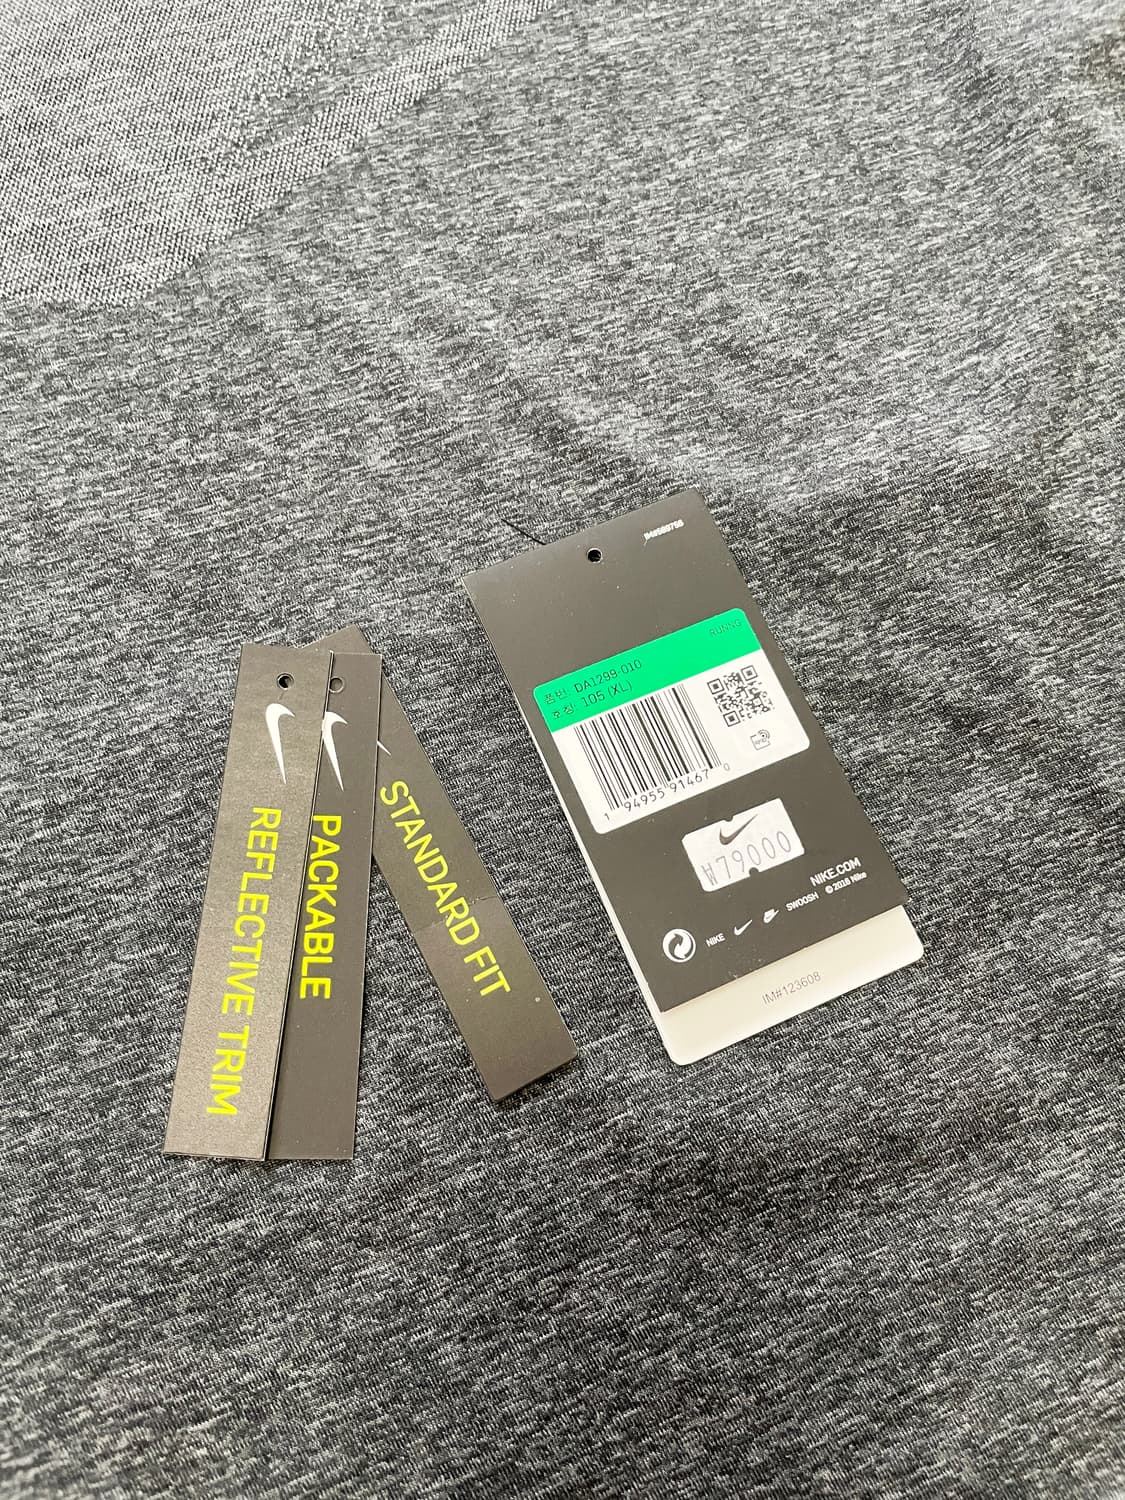 REFLECTIVE TRIM
PACKABLE
STANDARD FIT
RUNNG
품번: DA1299-010
호칭: 105 (XL)
1 94955 91467 0
₩79000
NIKE.COM
© 2018 Nike
NIKE
SWOOSH
IM#123608